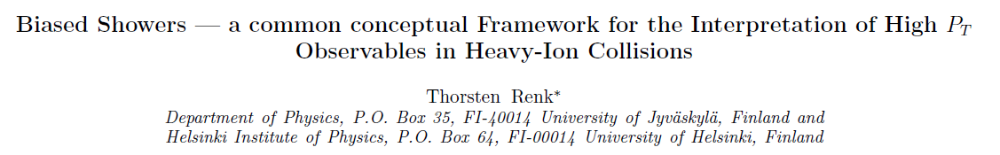 Biased Showers — a common conceptual Framework for the Interpretation of High P_T
Observables in Heavy-Ion Collisions
Thorsten Renk*
Department of Physics, P.O. Box 35, FI-40014 University of Jyväskylä, Finland and
Helsinki Institute of Physics, P.O. Box 64, FI-00014 University of Helsinki, Finland